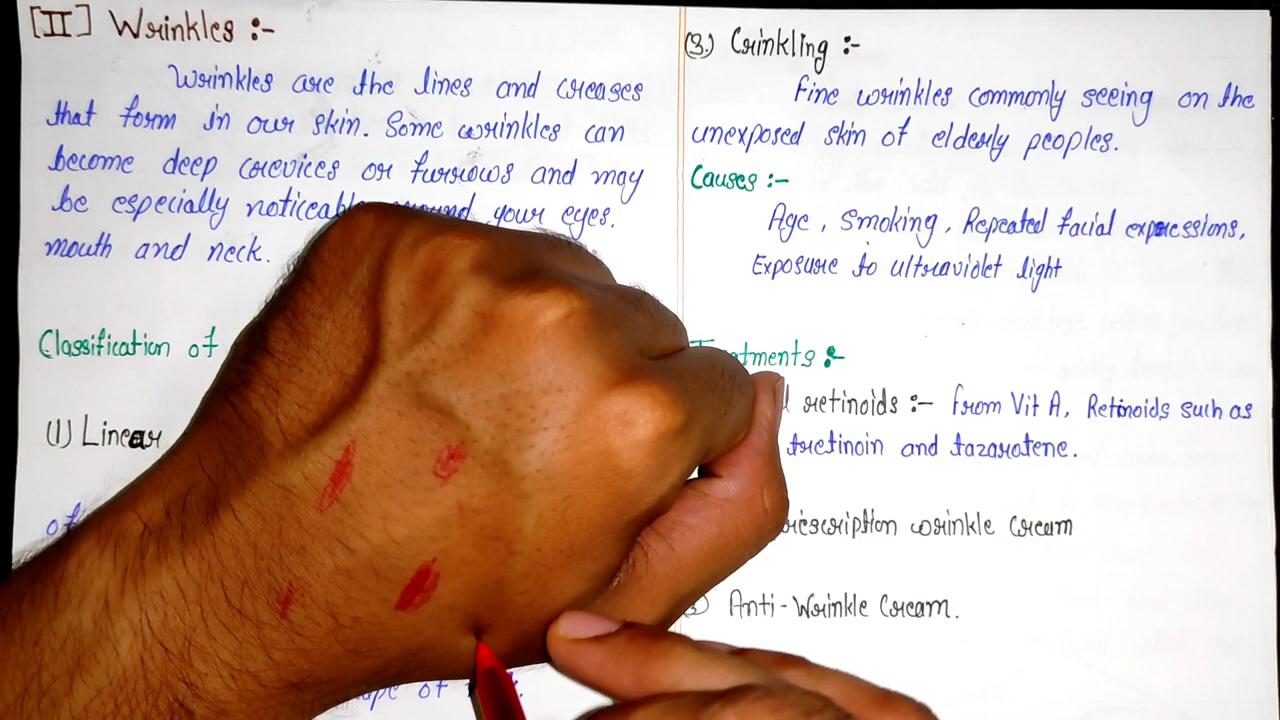 [II] Wrinkles :-
Wrinkles are the lines and creases
that form in our skin. Some wrinkles can
become deep crevices or furrows and may
be especially noticeable around your eyes.
mouth and neck.
Classification of
(1) Linear
of
of
(3.) Crinkling :-
Fine wrinkles commonly seeing on the
unexposed skin of elderly peoples.
Causes :-
Age, Smoking, Repeated facial expressions,
Exposure to ultraviolet light
Treatments :-
retinoids :- from Vit A, Retinoids such as
tretinoin and tazarotene.
wrinkle cream
Anti-Wrinkle Cream.